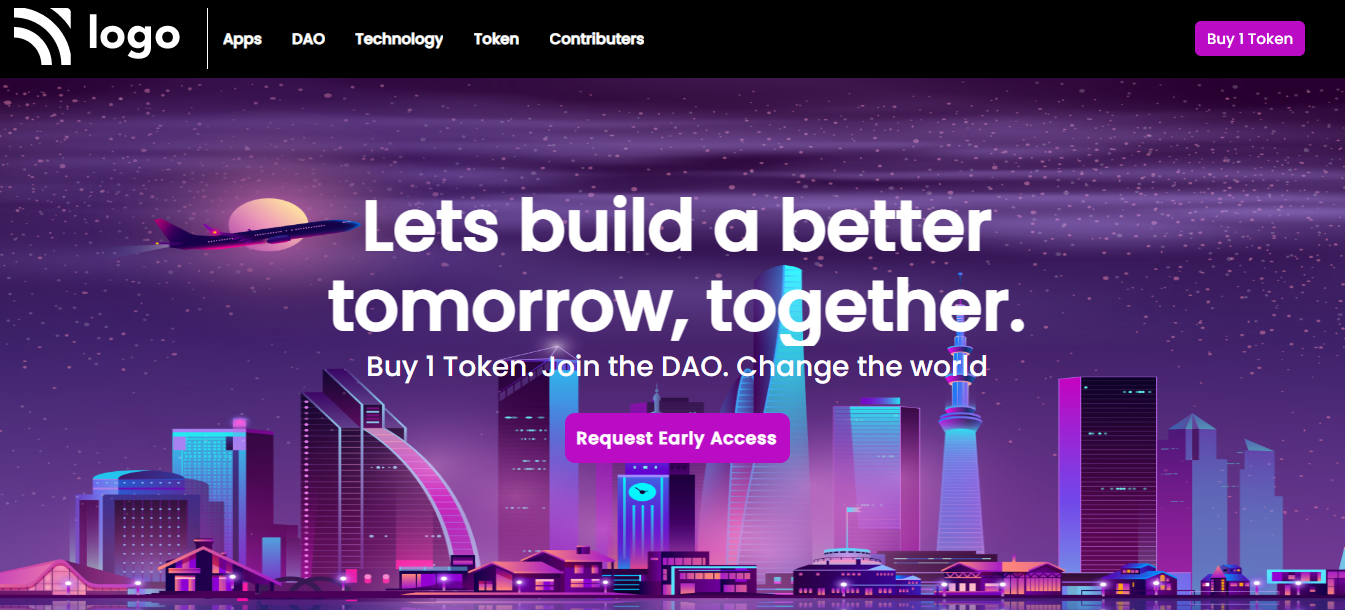 logo
Apps DAO Technology Token Contributers
Buy 1 Token
Lets build a better
tomorrow, together.
Buy 1 Token. Join the DAO. Change the world
Request Early Access